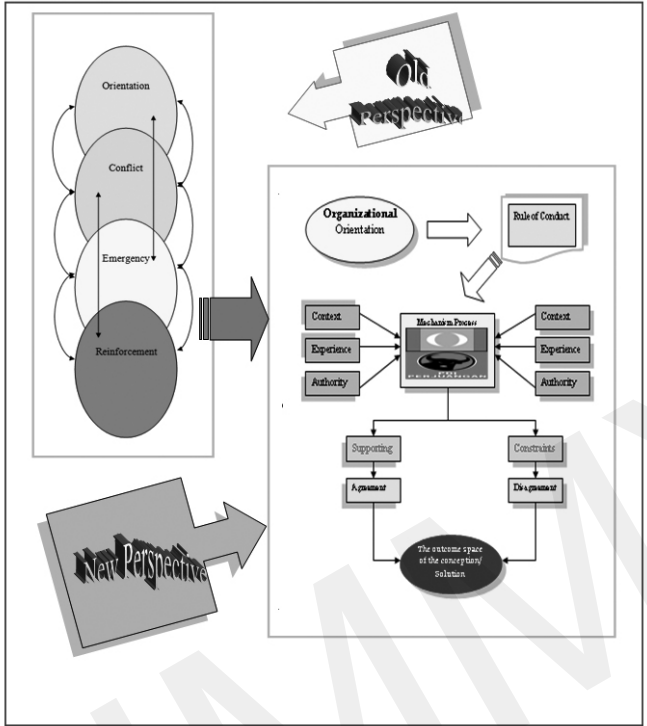 Orientation
Conflict
Emergency
Reinforcement
Old
Perspective
Organizational
Orientation
Rule of Conduct
Context
Experience
Authority
Mechanism Process
PERJUANGAN
Context
Experience
Authority
Supporting
Constraints
Agreement
Disagreement
The outcome space
of the conception/
Solution
New Perspective